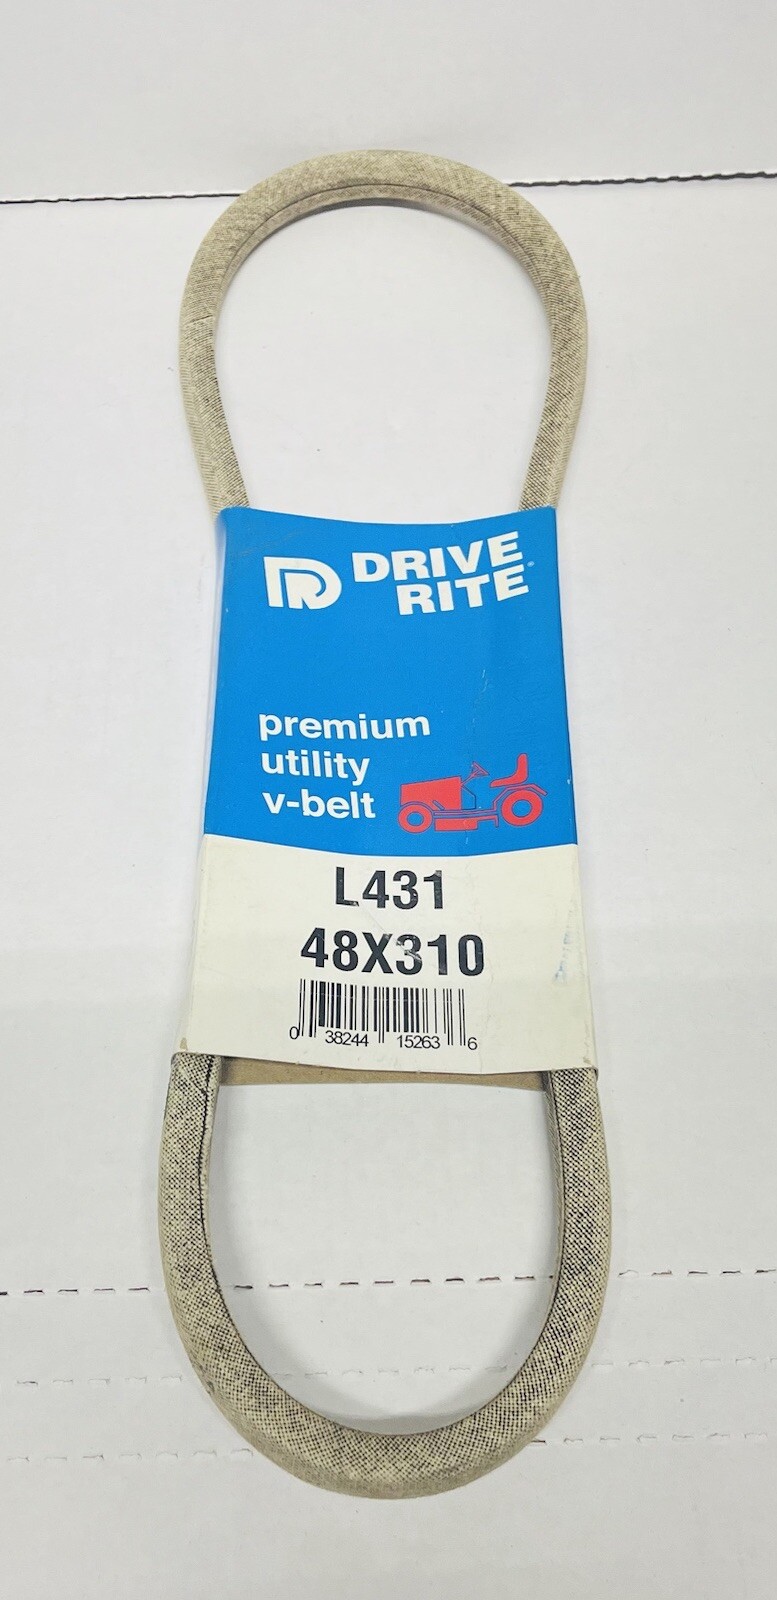 DRIVE
RITE
premium
utility
v-belt
L431
48X310
0 38244 15263 6